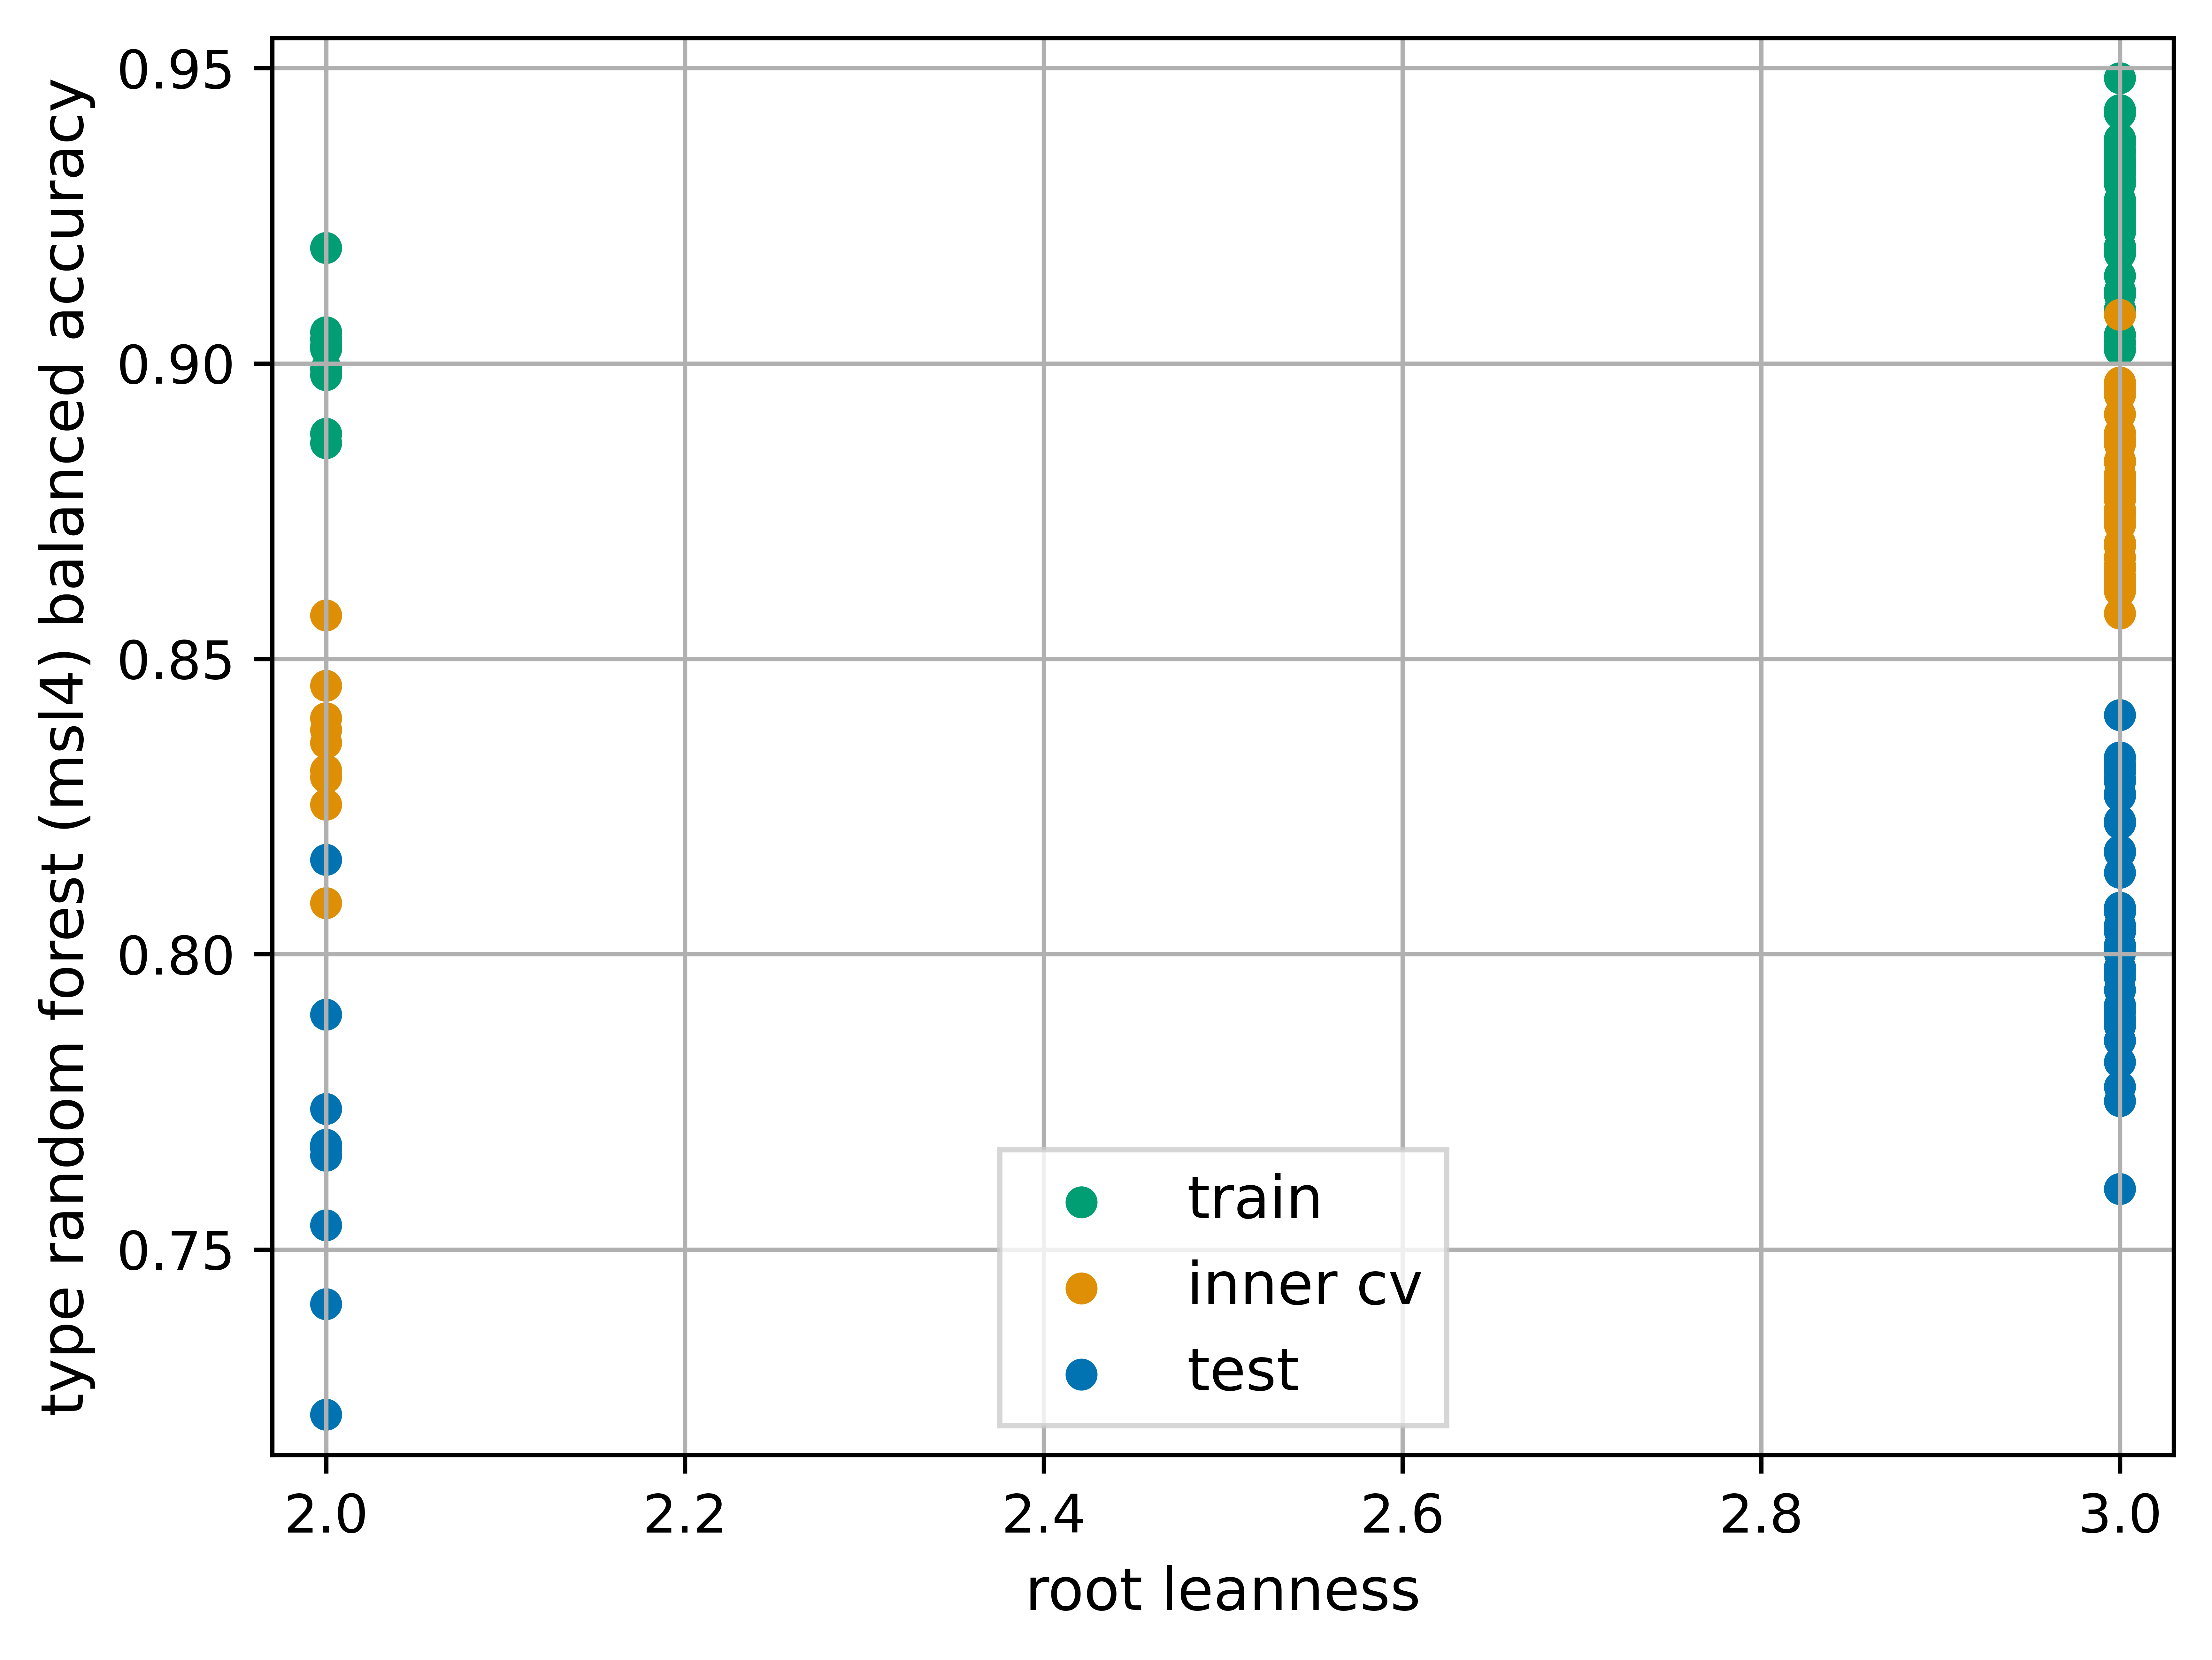 type random forest (msl4) balanced accuracy
0.95
0.90
0.85
0.80
0.75
train
inner cv
test
2.0 2.2 2.4 2.6 2.8 3.0
root leanness